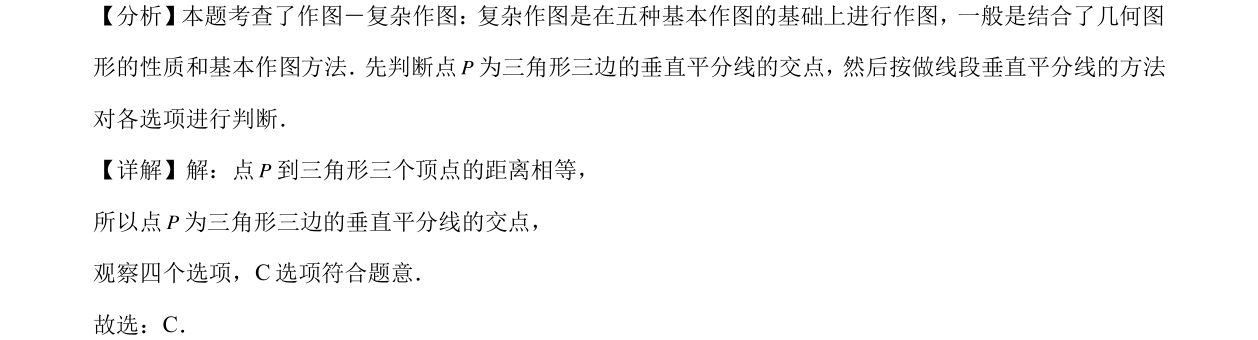 【分析】本题考查了作图－复杂作图：复杂作图是在五种基本作图的基础上进行作图，一般是结合了几何图
形的性质和基本作图方法．先判断点P为三角形三边的垂直平分线的交点，然后按做线段垂直平分线的方法
对各选项进行判断．
【详解】解：点P到三角形三个顶点的距离相等，
所以点P为三角形三边的垂直平分线的交点，
观察四个选项，C选项符合题意．
故选：C．